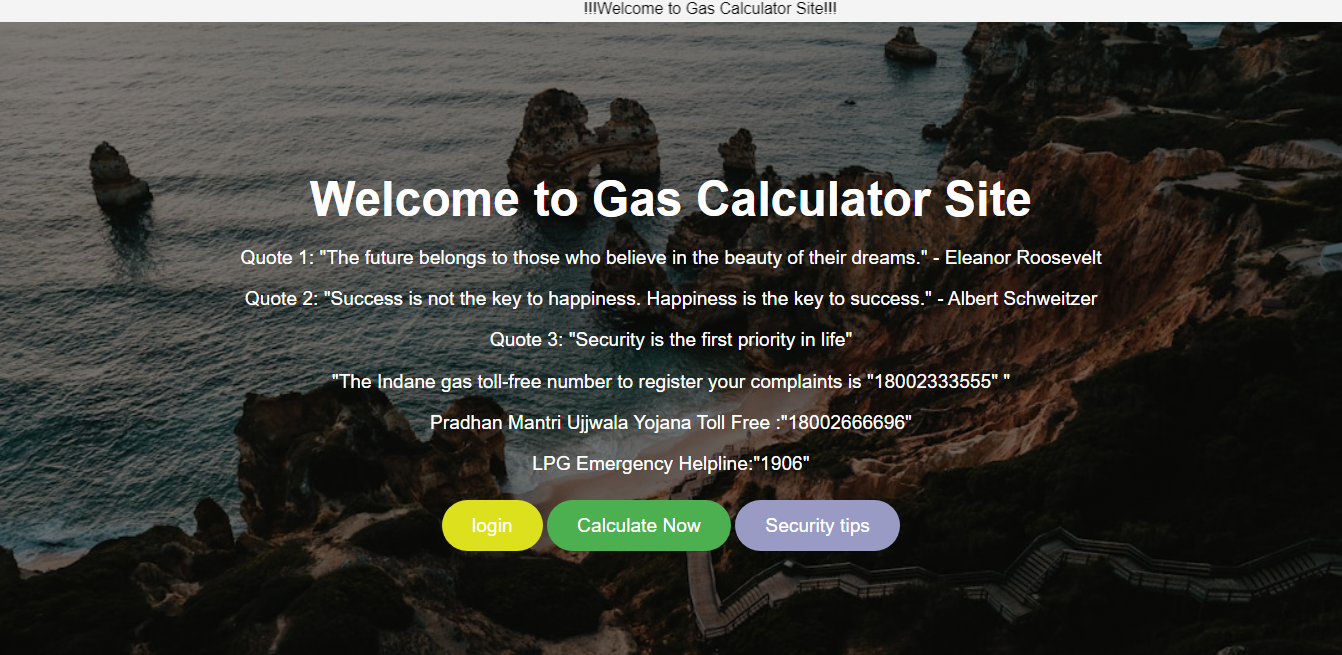 !!!Welcome to Gas Calculator Site!!!
Welcome to Gas Calculator Site
Quote 1: "The future belongs to those who believe in the beauty of their dreams." - Eleanor Roosevelt
Quote 2: "Success is not the key to happiness. Happiness is the key to success." - Albert Schweitzer
Quote 3: "Security is the first priority in life"
"The Indane gas toll-free number to register your complaints is "18002333555" "
Pradhan Mantri Ujjwala Yojana Toll Free :"18002666696"
LPG Emergency Helpline:"1906"
login Calculate Now Security tips